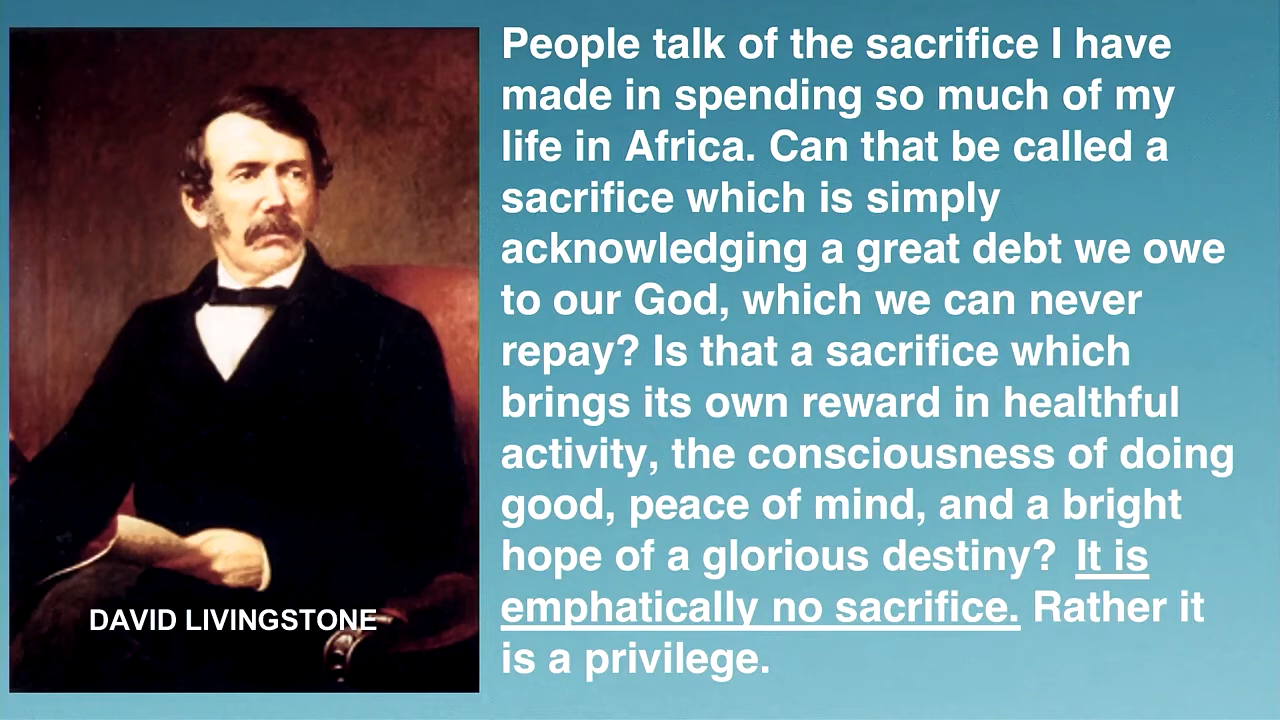 People talk of the sacrifice I have
made in spending so much of my
life in Africa. Can that be called a
sacrifice which is simply
acknowledging a great debt we owe
to our God, which we can never
repay? Is that a sacrifice which
brings its own reward in healthful
activity, the consciousness of doing
good, peace of mind, and a bright
hope of a glorious destiny? It is
emphatically no sacrifice. Rather it
is a privilege.
DAVID LIVINGSTONE